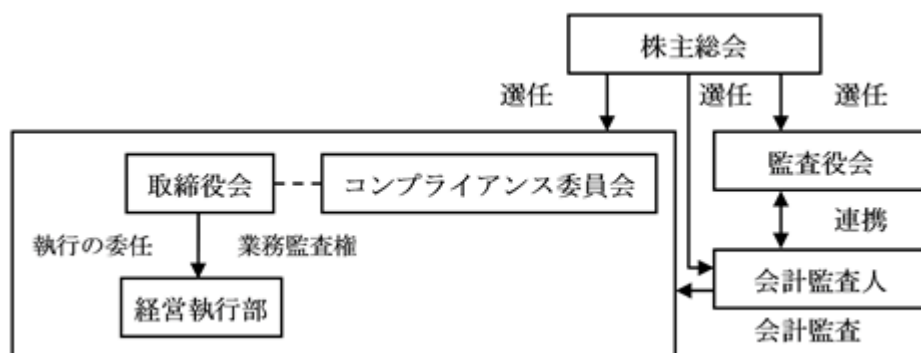 株主総会
選任
選任
選任
監査役会
取締役会
コンプライアンス委員会
連携
執行の委任
業務監査権
会計監査人
経営執行部
会計監査